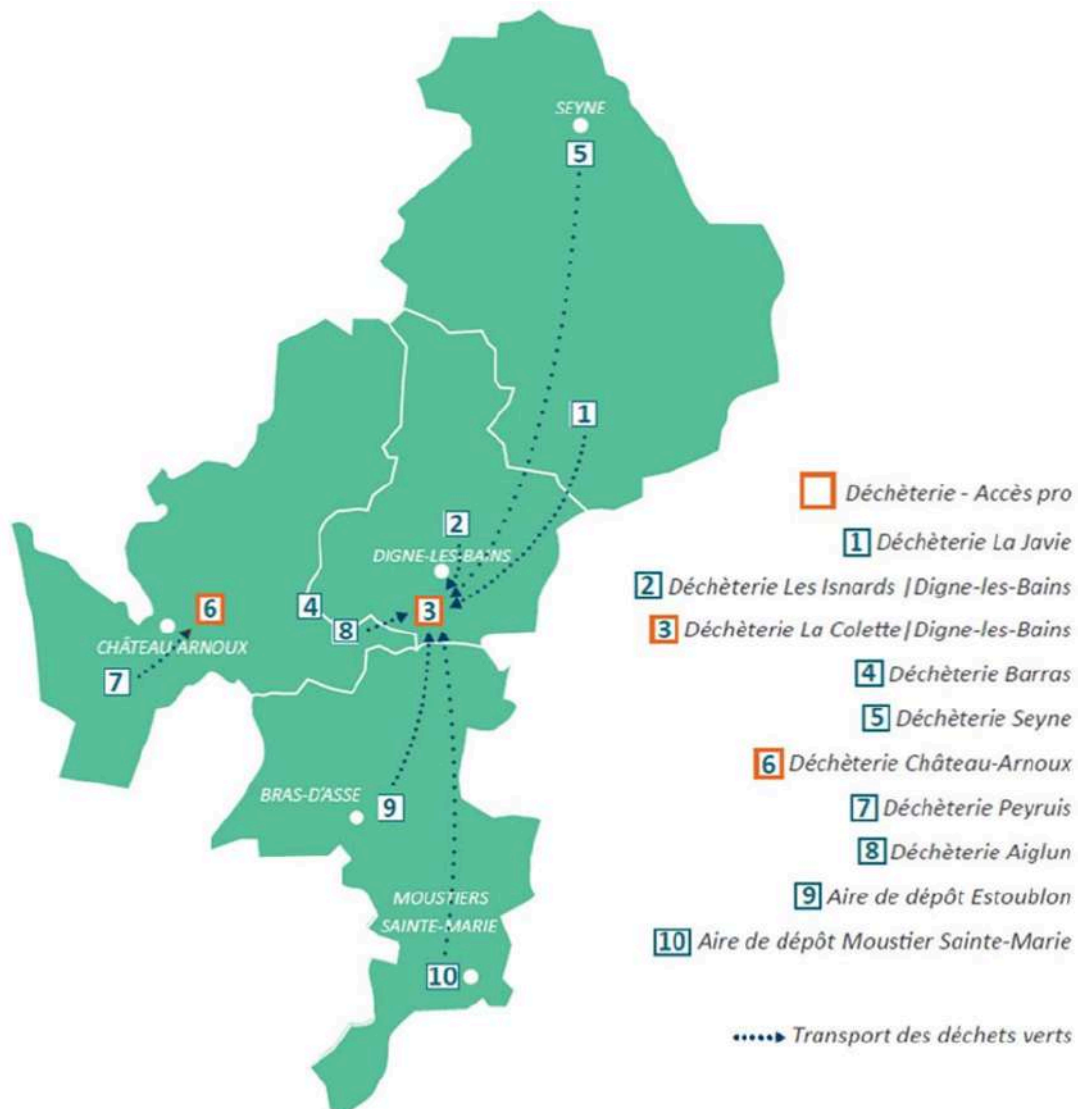 SEYNE
5
1
2
DIGNE-LES-BAINS
6
4
3
8
CHÂTEAU-ARNOUX
7
BRAS-D'ASSE
9
MOUSTIERS
SAINTE-MARIE
10
Déchèterie - Accès pro
1 Déchèterie La Javie
2 Déchèterie Les Isnards | Digne-les-Bains
3 Déchèterie La Colette | Digne-les-Bains
4 Déchèterie Barras
5 Déchèterie Seyne
6 Déchèterie Château-Arnoux
7 Déchèterie Peyruis
8 Déchèterie Aiglun
9 Aire de dépôt Estoublon
10 Aire de dépôt Moustier Sainte-Marie
Transport des déchets verts